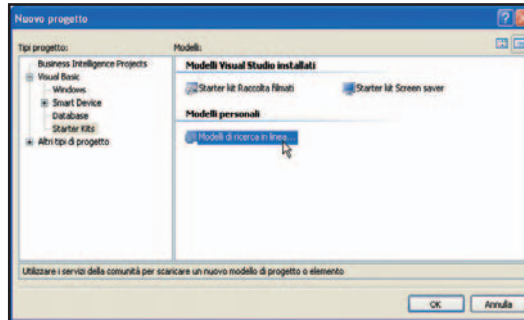 Nuovo progetto
Tipi progetto:
Modelli:
Business Intelligence Projects
Visual Basic
Windows
Smart Device
Database
Starter Kits
Altri tipi di progetto
Modelli Visual Studio installati
Starter kit Raccolta filmati
Starter kit Screen saver
Modelli personali
Modelli di ricerca in linea...
Utilizzare i servizi della comunità per scaricare un nuovo modello di progetto o elemento
OK
Annulla